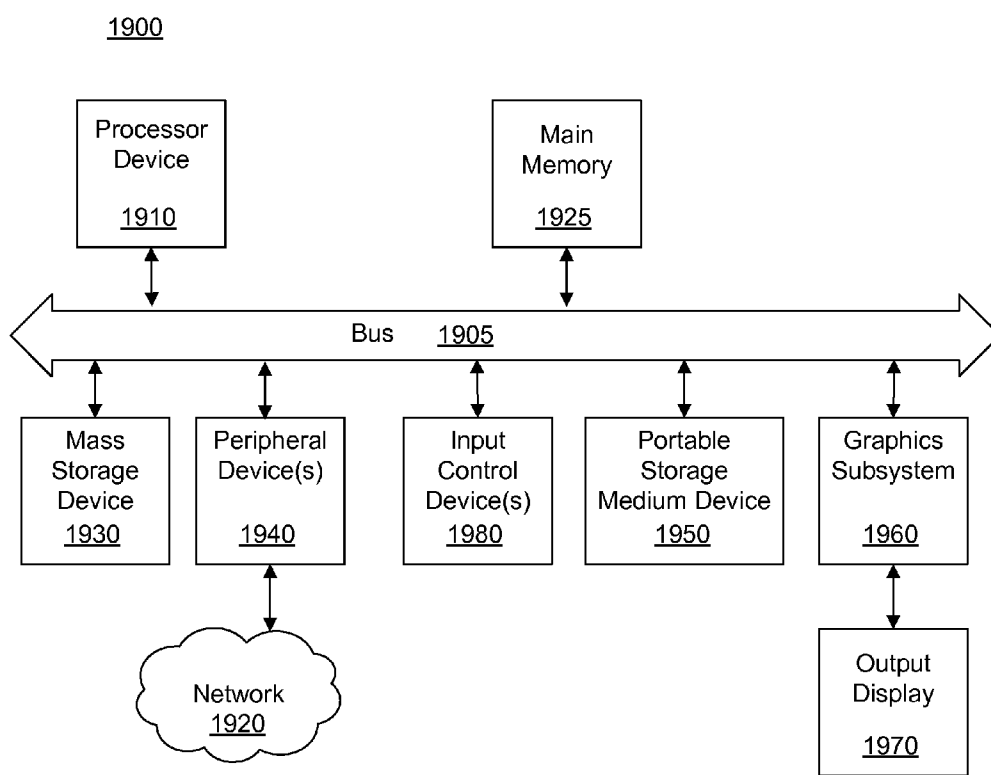 1900
Processor
Device
1910
Main
Memory
1925
Bus 1905
Mass
Storage
Device
1930
Peripheral
Device(s)
1940
Input
Control
Device(s)
1980
Portable
Storage
Medium Device
1950
Graphics
Subsystem
1960
Network
1920
Output
Display
1970